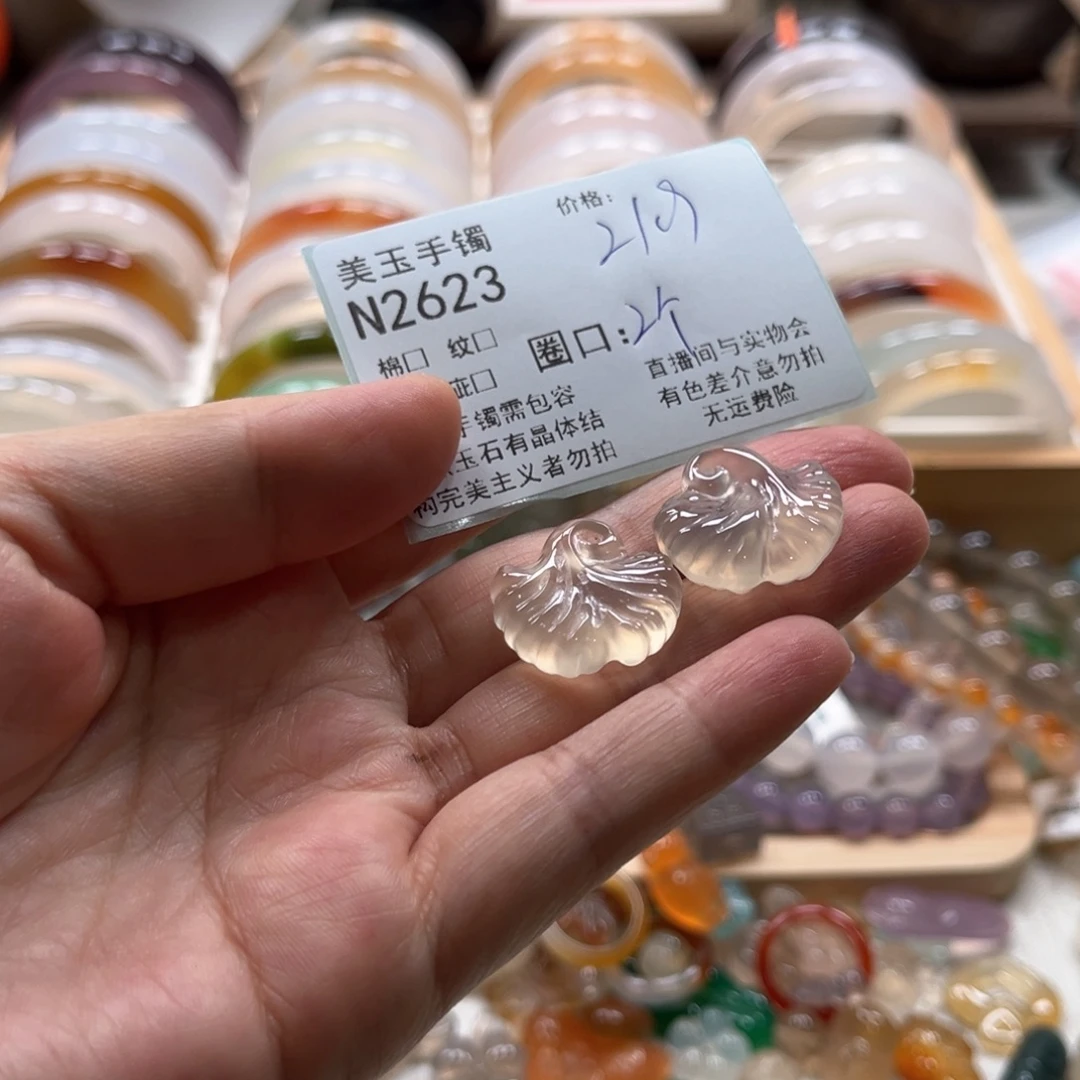 价格:
219
美玉手镯
N2623
棉□ 纹□
圈口:
疵□
手镯需包容
玉石有晶体结
构完美主义者勿拍
直播间与实物会
有色差介意勿拍
无运费险